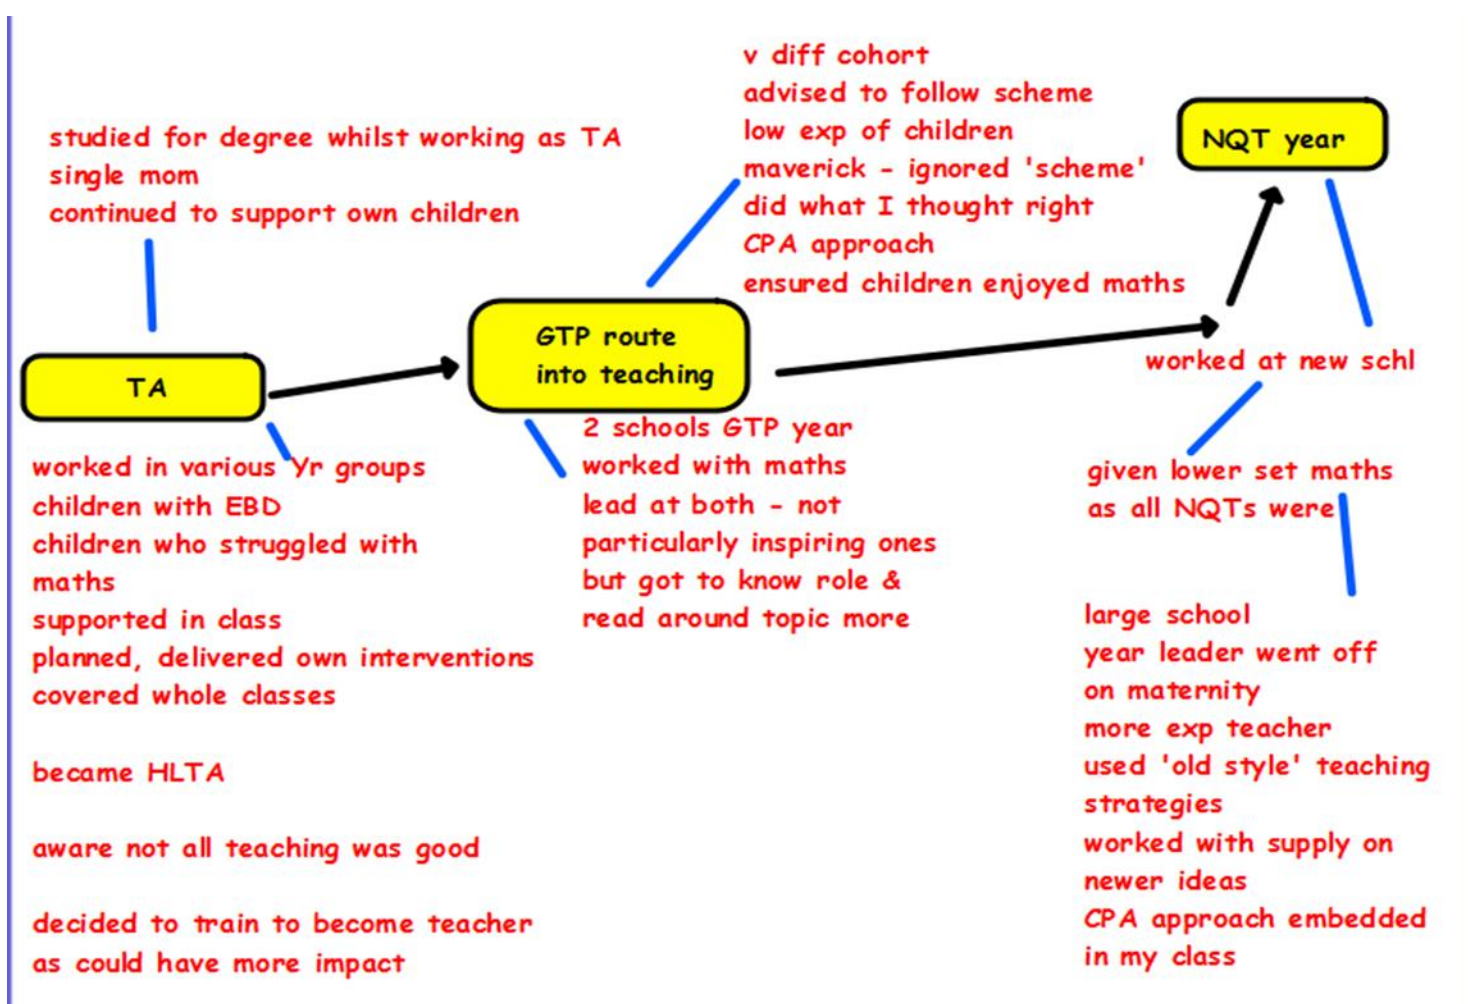 studied for degree whilst working as TA
single mom
continued to support own children
TA
worked in various Yr groups
children with EBD
children who struggled with
maths
supported in class
planned, delivered own interventions
covered whole classes
became HLTA
aware not all teaching was good
decided to train to become teacher
as could have more impact
v diff cohort
advised to follow scheme
low exp of children
maverick - ignored 'scheme'
did what I thought right
CPA approach
ensured children enjoyed maths
GTP route
into teaching
2 schools GTP year
worked with maths
lead at both - not
particularly inspiring ones
but got to know role &
read around topic more
NQT year
worked at new schl
given lower set maths
as all NQTs were
large school
year leader went off
on maternity
more exp teacher
used 'old style' teaching
strategies
worked with supply on
newer ideas
CPA approach embedded
in my class